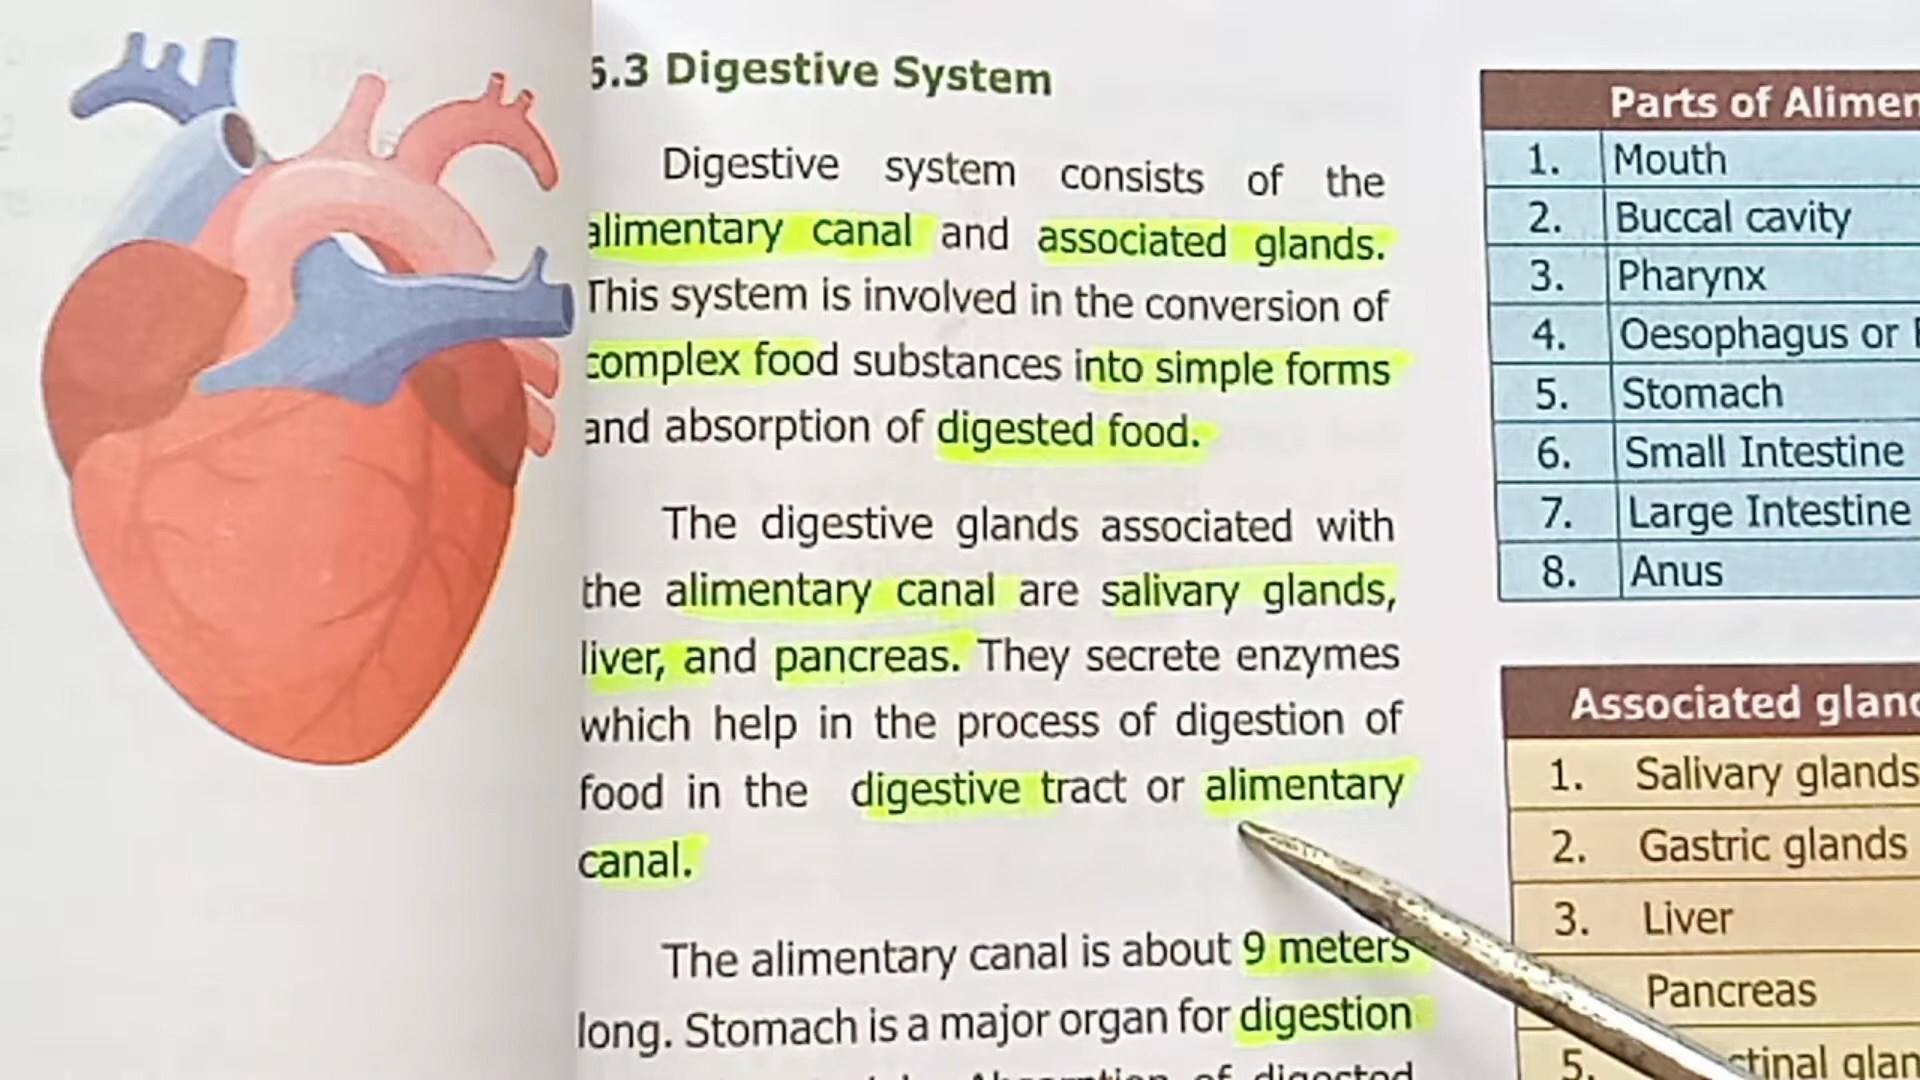 6.3 Digestive System
Digestive system consists of the
alimentary canal and associated glands.
This system is involved in the conversion of
complex food substances into simple forms
and absorption of digested food.
The digestive glands associated with
the alimentary canal are salivary glands,
liver, and pancreas. They secrete enzymes
which help in the process of digestion of
food in the digestive tract or alimentary
canal.
The alimentary canal is about 9 meters
long. Stomach is a major organ for digestion
of digested
Parts of Alimen
1. Mouth
2. Buccal cavity
3. Pharynx
4. Oesophagus or
5. Stomach
6. Small Intestine
7. Large Intestine
8. Anus
Associated gland
1. Salivary glands
2. Gastric glands
3. Liver
Pancreas
5. stinal glan